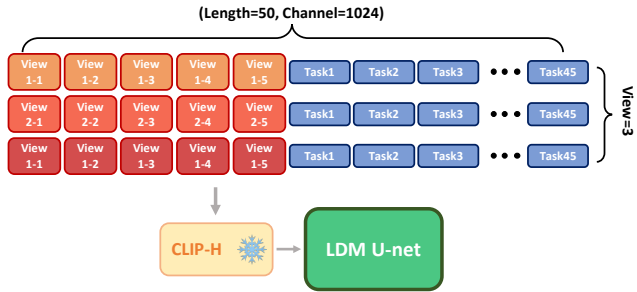 (Length=50, Channel=1024)
View 1-1 View 1-2 View 1-3 View 1-4 View 1-5 Task1 Task2 Task3 ••• Task45
View 2-1 View 2-2 View 2-3 View 2-4 View 2-5 Task1 Task2 Task3 ••• Task45
View 1-1 View 1-2 View 1-3 View 1-4 View 1-5 Task1 Task2 Task3 ••• Task45
View=3
CLIP-H
LDM U-net